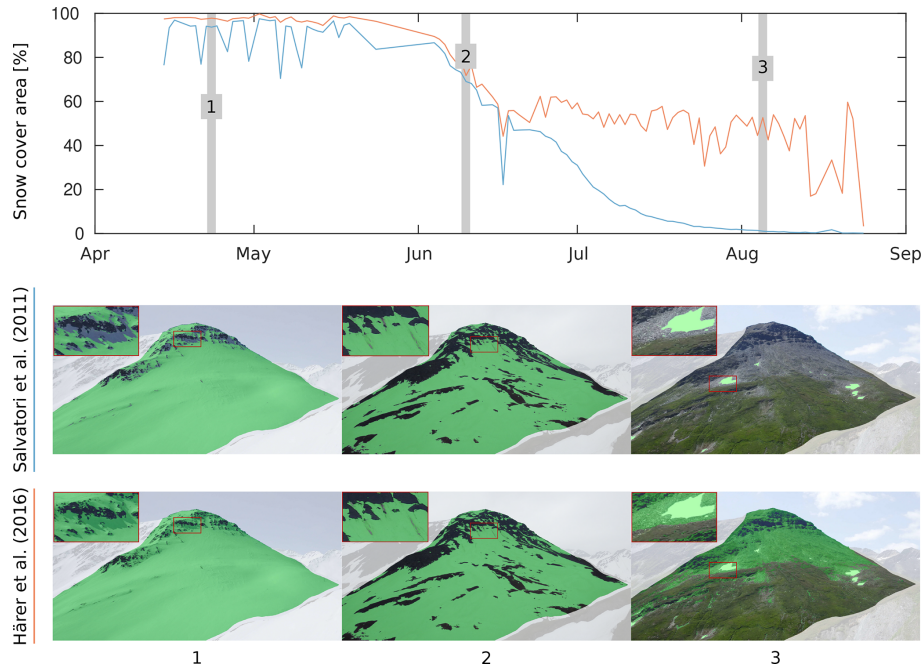 Snow cover area [%]
100
80
60
40
20
0
1
2
3
Apr
May
Jun
Jul
Aug
Sep
Salvatori et al. (2011)
Härer et al. (2016)
1
2
3